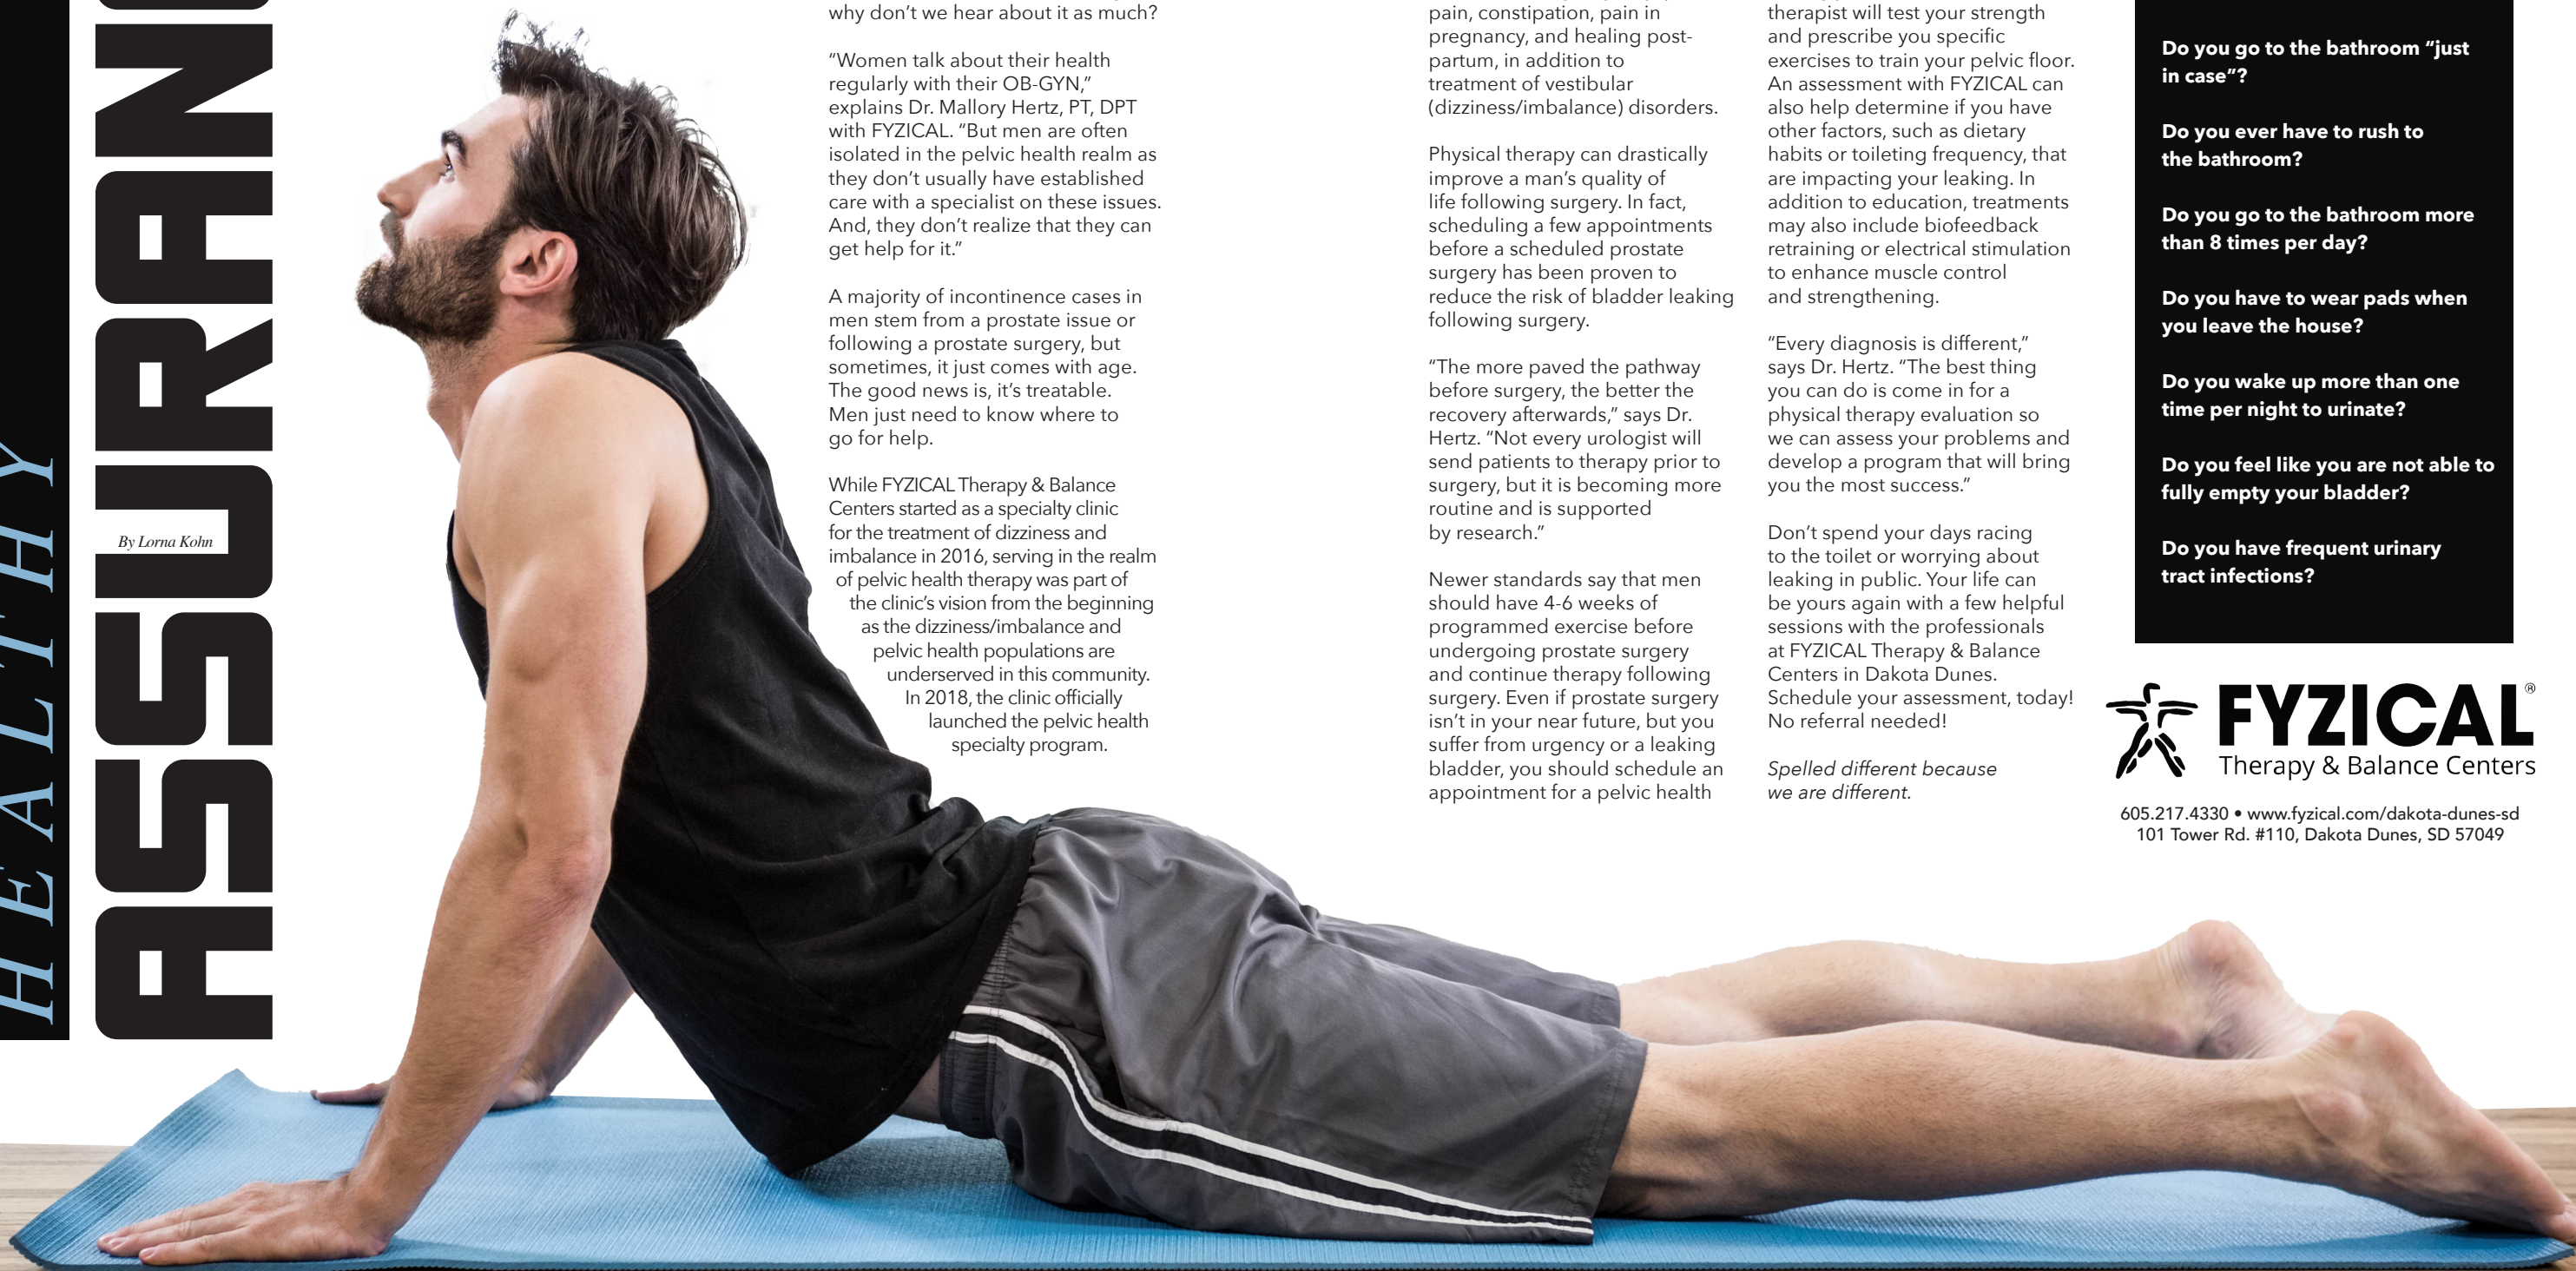 HEALTHY
ASSURAN
By Lorna Kohn
why don’t we hear about it as much?
“Women talk about their health
regularly with their OB-GYN,”
explains Dr. Mallory Hertz, PT, DPT
with FYZICAL. “But men are often
isolated in the pelvic health realm as
they don’t usually have established
care with a specialist on these issues.
And, they don’t realize that they can
get help for it.”
A majority of incontinence cases in
men stem from a prostate issue or
following a prostate surgery, but
sometimes, it just comes with age.
The good news is, it’s treatable.
Men just need to know where to
go for help.
While FYZICAL Therapy & Balance
Centers started as a specialty clinic
for the treatment of dizziness and
imbalance in 2016, serving in the realm
of pelvic health therapy was part of
the clinic’s vision from the beginning
as the dizziness/imbalance and
pelvic health populations are
underserved in this community.
In 2018, the clinic officially
launched the pelvic health
specialty program.
pain, constipation, pain in
pregnancy, and healing post-
partum, in addition to
treatment of vestibular
(dizziness/imbalance) disorders.
Physical therapy can drastically
improve a man’s quality of
life following surgery. In fact,
scheduling a few appointments
before a scheduled prostate
surgery has been proven to
reduce the risk of bladder leaking
following surgery.
“The more paved the pathway
before surgery, the better the
recovery afterwards,” says Dr.
Hertz. “Not every urologist will
send patients to therapy prior to
surgery, but it is becoming more
routine and is supported
by research.”
Newer standards say that men
should have 4-6 weeks of
programmed exercise before
undergoing prostate surgery
and continue therapy following
surgery. Even if prostate surgery
isn’t in your near future, but you
suffer from urgency or a leaking
bladder, you should schedule an
appointment for a pelvic health
therapist will test your strength
and prescribe you specific
exercises to train your pelvic floor.
An assessment with FYZICAL can
also help determine if you have
other factors, such as dietary
habits or toileting frequency, that
are impacting your leaking. In
addition to education, treatments
may also include biofeedback
retraining or electrical stimulation
to enhance muscle control
and strengthening.
“Every diagnosis is different,”
says Dr. Hertz. “The best thing
you can do is come in for a
physical therapy evaluation so
we can assess your problems and
develop a program that will bring
you the most success.”
Don’t spend your days racing
to the toilet or worrying about
leaking in public. Your life can
be yours again with a few helpful
sessions with the professionals
at FYZICAL Therapy & Balance
Centers in Dakota Dunes.
Schedule your assessment, today!
No referral needed!
Spelled different because
we are different.
Do you go to the bathroom “just
in case”?
Do you ever have to rush to
the bathroom?
Do you go to the bathroom more
than 8 times per day?
Do you have to wear pads when
you leave the house?
Do you wake up more than one
time per night to urinate?
Do you feel like you are not able to
fully empty your bladder?
Do you have frequent urinary
tract infections?
FYZICAL®
Therapy & Balance Centers
605.217.4330 • www.fyzical.com/dakota-dunes-sd
101 Tower Rd. #110, Dakota Dunes, SD 57049